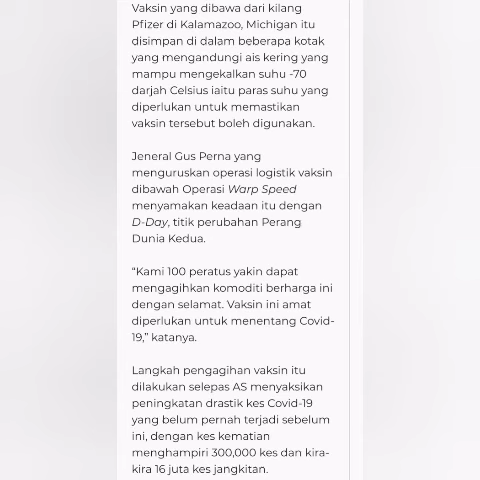 Vaksin yang dibawa dari kilang
Pfizer di Kalamazoo, Michigan itu
disimpan di dalam beberapa kotak
yang mengandungi ais kering yang
mampu mengekalkan suhu -70
darjah Celsius iaitu paras suhu yang
diperlukan untuk memastikan
vaksin tersebut boleh digunakan.
Jeneral Gus Perna yang
menguruskan operasi logistik vaksin
dibawah Operasi Warp Speed
menyamakan keadaan itu dengan
D-Day, titik perubahan Perang
Dunia Kedua.
“Kami 100 peratus yakin dapat
mengagihkan komoditi berharga ini
dengan selamat. Vaksin ini amat
diperlukan untuk menentang Covid-
19,” katanya.
Langkah pengagihan vaksin itu
dilakukan selepas AS menyaksikan
peningkatan drastik kes Covid-19
yang belum pernah terjadi sebelum
ini, dengan kes kematian
menghampiri 300,000 kes dan kira-
kira 16 juta kes jangkitan.